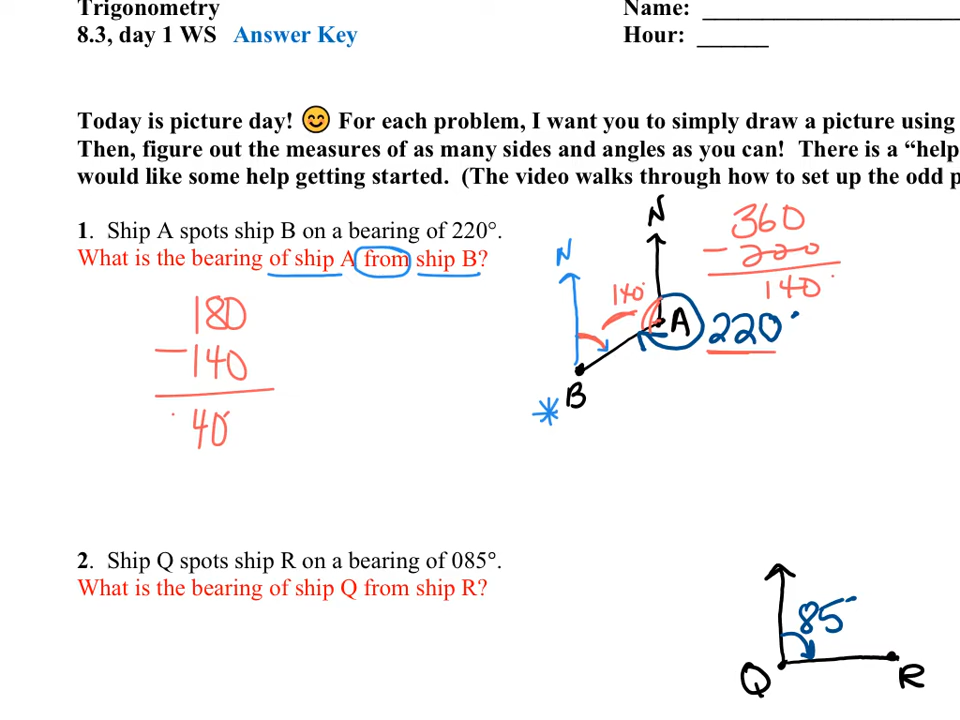 Trigonometry Name: ____________________
8.3, day 1 WS Answer Key Hour: ______
Today is picture day! 😊 For each problem, I want you to simply draw a picture using
Then, figure out the measures of as many sides and angles as you can! There is a “help
would like some help getting started. (The video walks through how to set up the odd p
1. Ship A spots ship B on a bearing of 220°.
What is the bearing of ship A from ship B?
N
N
360
- 220
140°
140°
A
220°
B
180
- 140
40
2. Ship Q spots ship R on a bearing of 085°.
What is the bearing of ship Q from ship R?
85°
Q
R